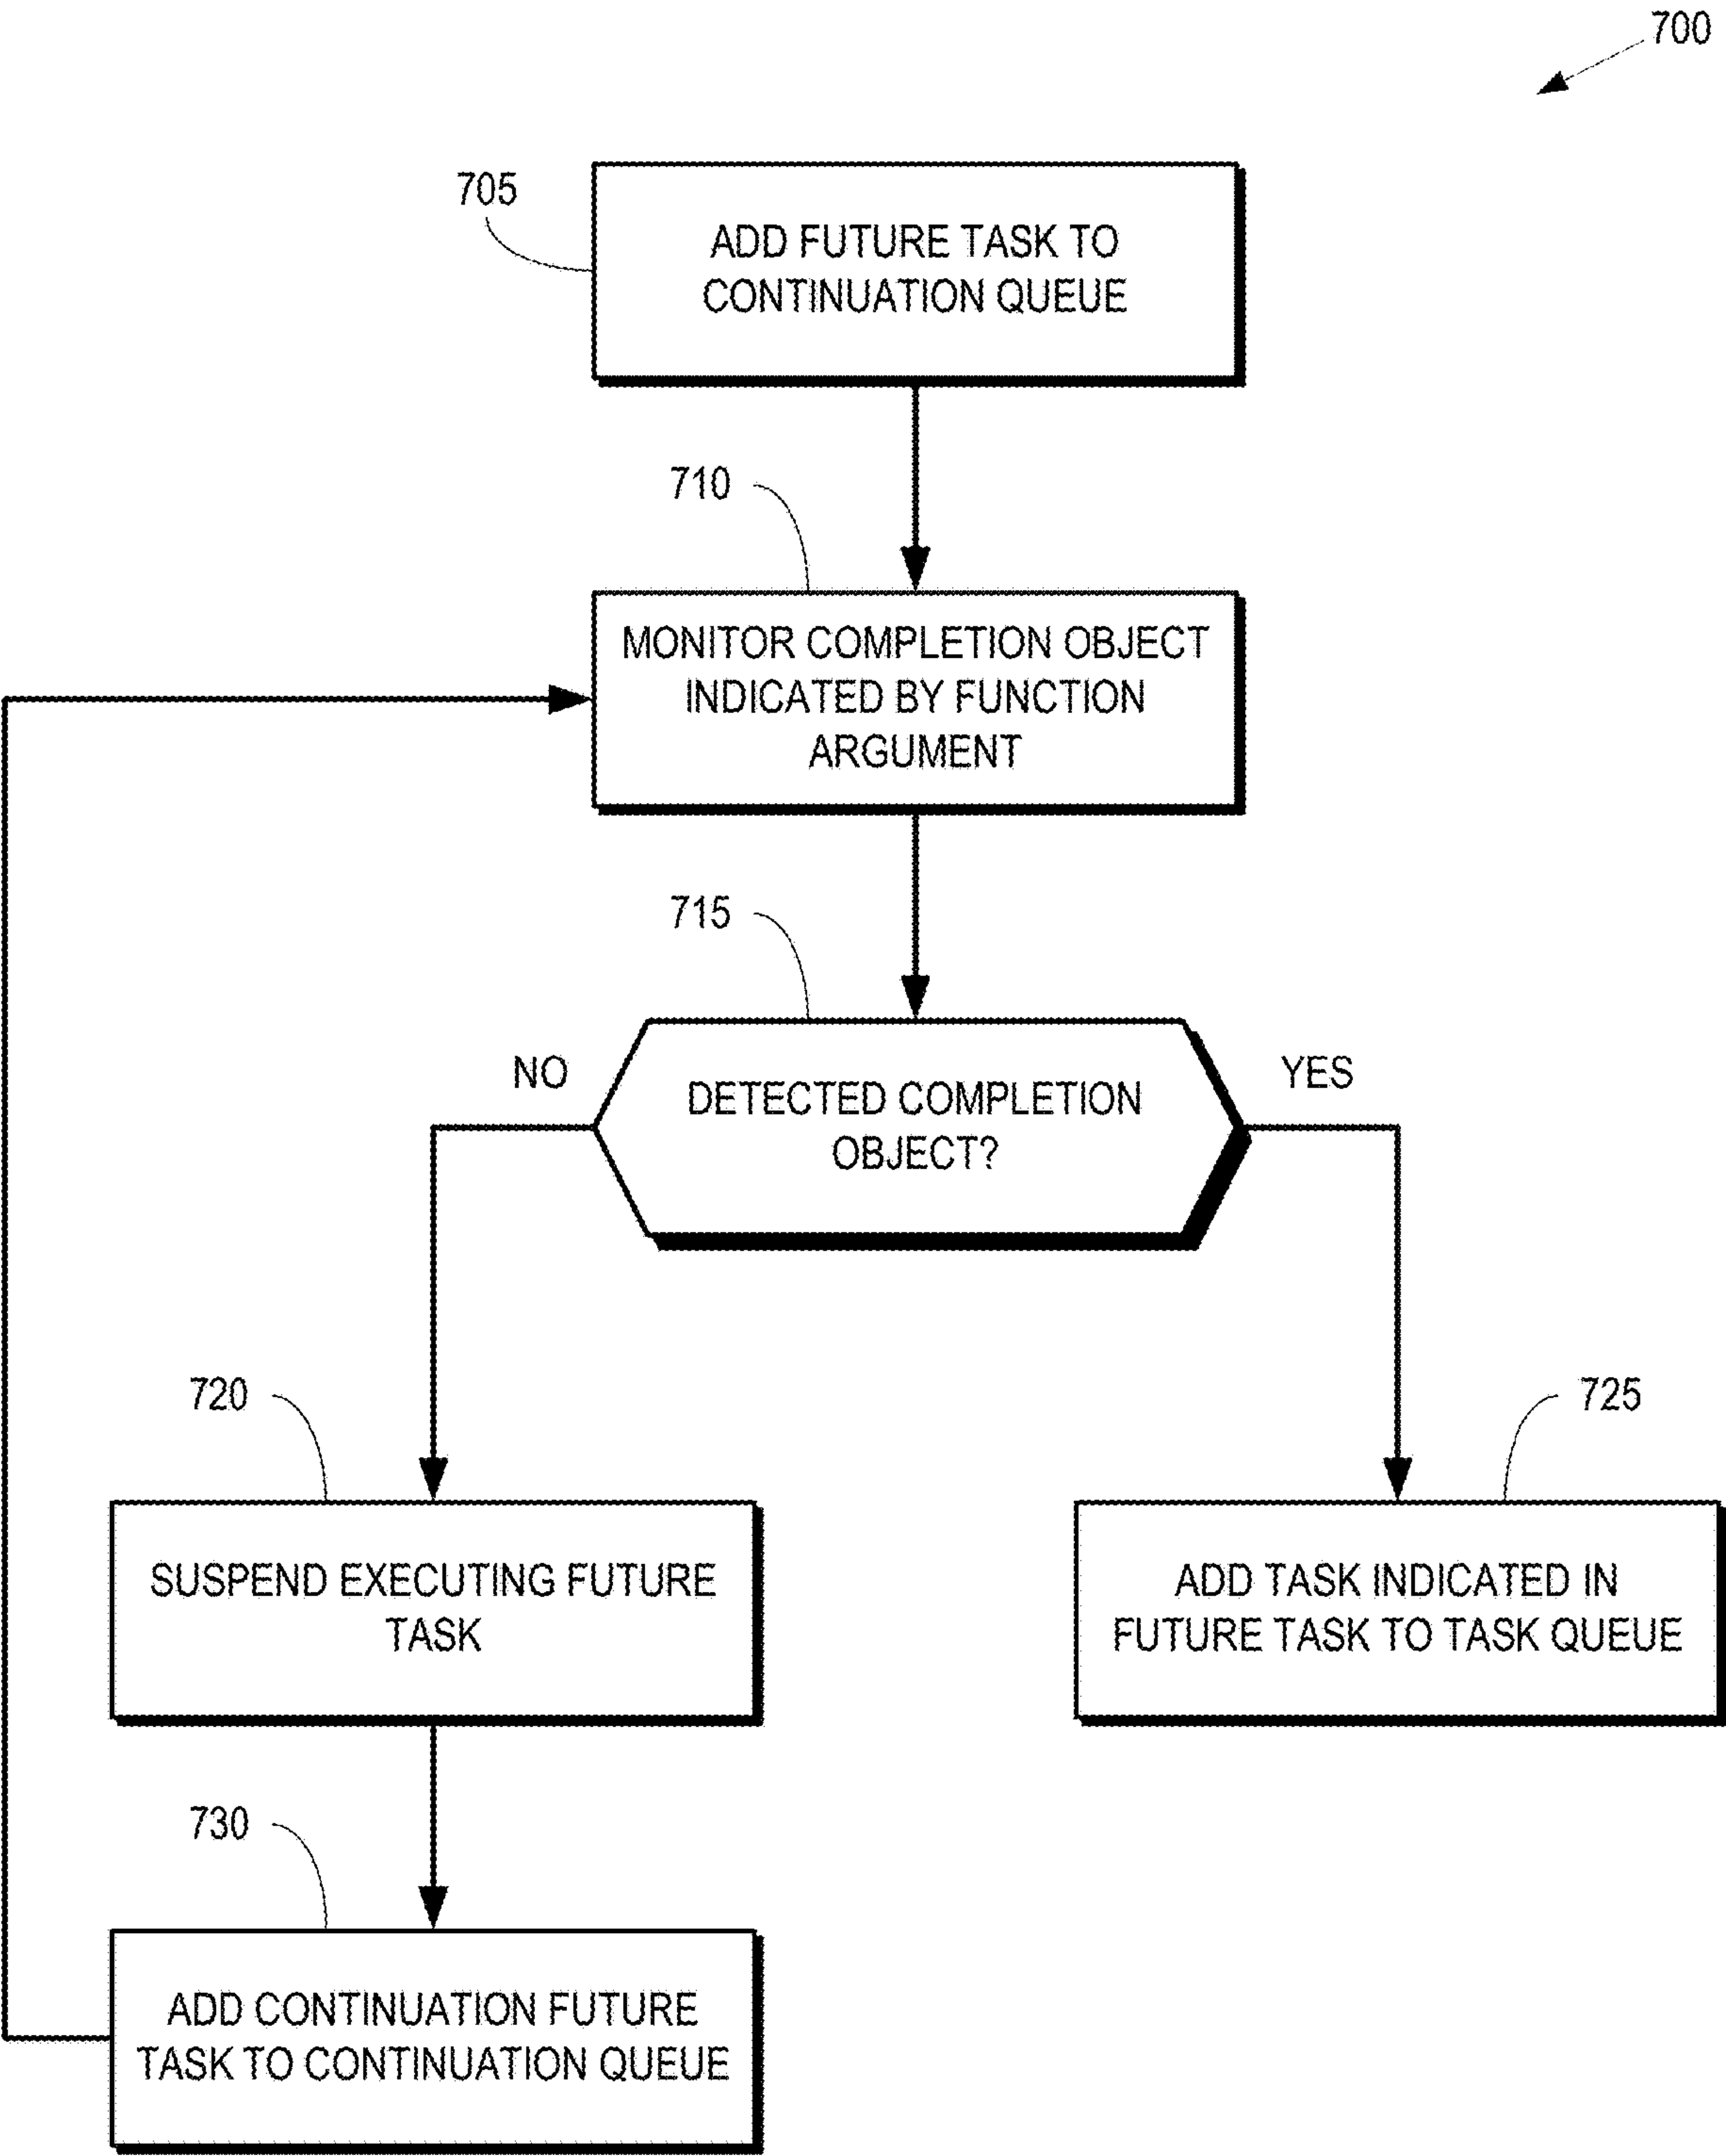 700
705
ADD FUTURE TASK TO
CONTINUATION QUEUE
710
MONITOR COMPLETION OBJECT
INDICATED BY FUNCTION
ARGUMENT
715
NO
DETECTED COMPLETION
OBJECT?
YES
720
SUSPEND EXECUTING FUTURE
TASK
725
ADD TASK INDICATED IN
FUTURE TASK TO TASK QUEUE
730
ADD CONTINUATION FUTURE
TASK TO CONTINUATION QUEUE